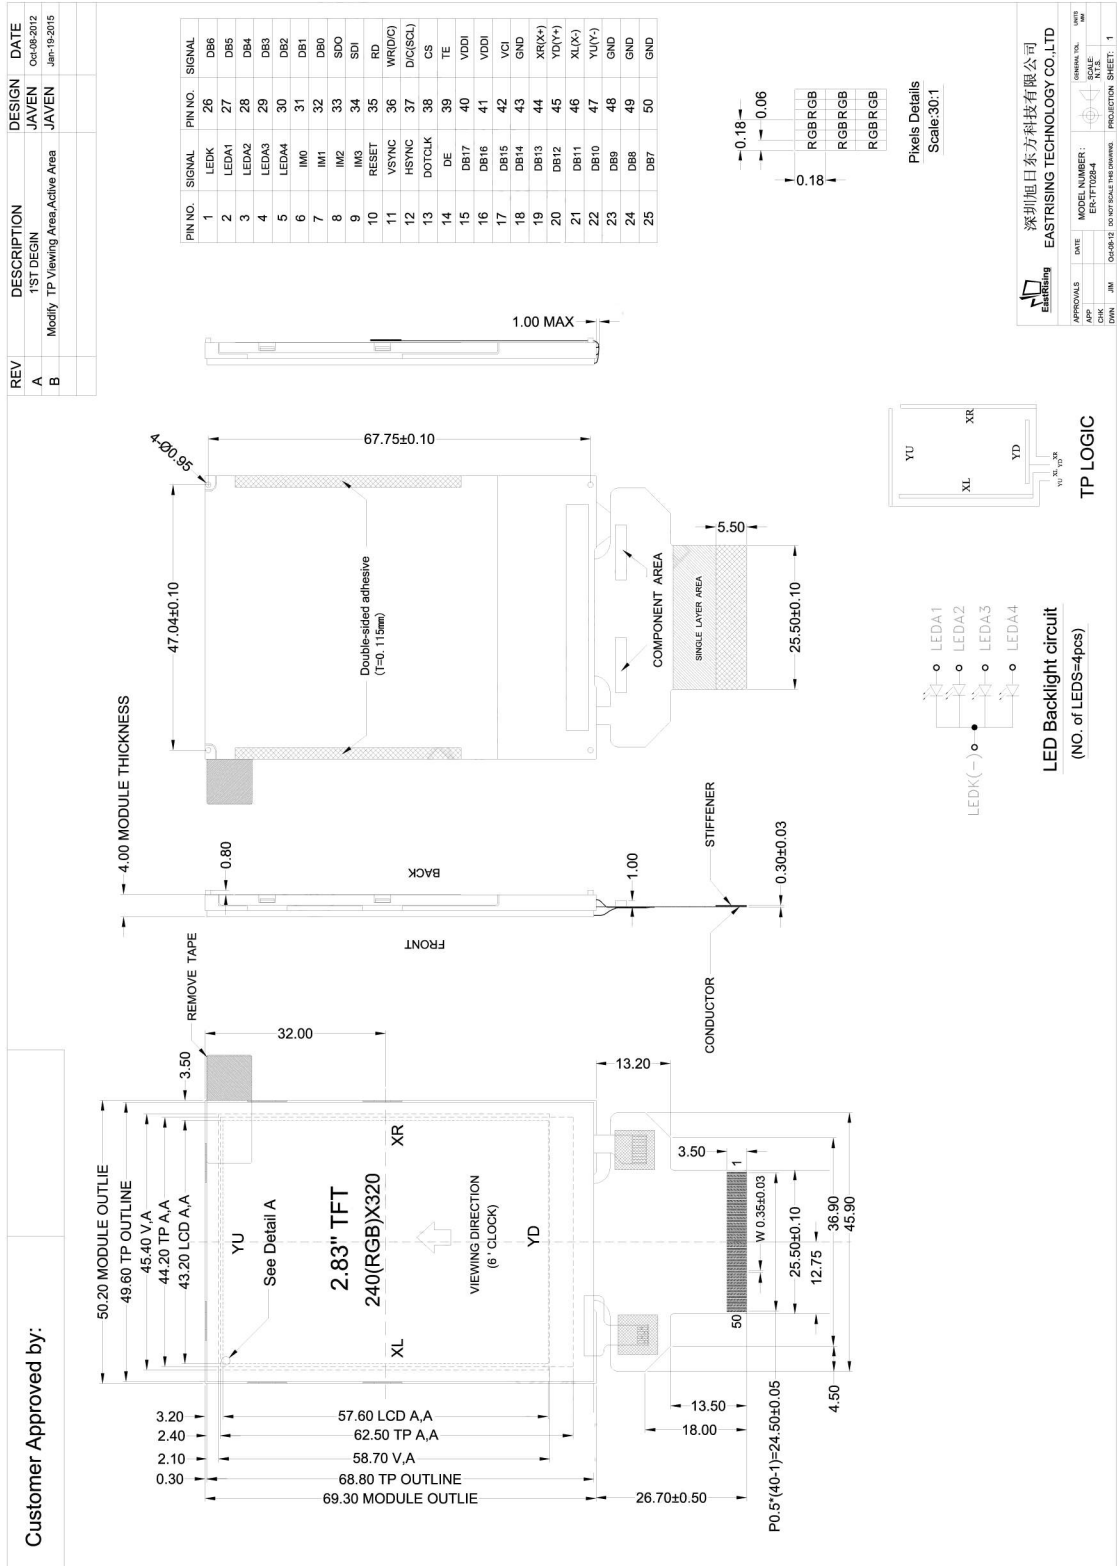 Customer Approved by:
REV DESCRIPTION DESIGN DATE
A 1'ST DEGIN JAVEN Oct-08-2012
B Modify TP Viewing Area,Active Area JAVEN Jan-19-2015
50.20 MODULE OUTLIE
49.60 TP OUTLINE
45.40 V,A
44.20 TP A,A
43.20 LCD A,A
3.50
REMOVE TAPE
32.00
YU
See Detail A
2.83" TFT
240(RGB)X320
XL
XR
VIEWING DIRECTION
(6 ' CLOCK)
YD
3.20
2.40
2.10
0.30
57.60 LCD A,A
62.50 TP A,A
58.70 V,A
68.80 TP OUTLINE
69.30 MODULE OUTLIE
13.20
3.50
50
1
W 0.35±0.03
25.50±0.10
12.75
36.90
45.90
4.50
13.50
18.00
26.70±0.50
P0.5*(40-1)=24.50±0.05
4.00 MODULE THICKNESS
0.80
FRONT
BACK
1.00
CONDUCTOR
STIFFENER
0.30±0.03
47.04±0.10
4-Ø0.95
67.75±0.10
Double-sided adhesive
(T=0. 115mm)
COMPONENT AREA
SINGLE LAYER AREA
5.50
25.50±0.10
1.00 MAX
PIN NO. SIGNAL PIN NO. SIGNAL
1 LEDK 26 DB6
2 LEDA1 27 DB5
3 LEDA2 28 DB4
4 LEDA3 29 DB3
5 LEDA4 30 DB2
6 IM0 31 DB1
7 IM1 32 DB0
8 IM2 33 SDO
9 IM3 34 SDI
10 RESET 35 RD
11 VSYNC 36 WR(D/C)
12 HSYNC 37 D/C(SCL)
13 DOTCLK 38 CS
14 DE 39 TE
15 DB17 40 VDDI
16 DB16 41 VDDI
17 DB15 42 VCI
18 DB14 43 GND
19 DB13 44 XR(X+)
20 DB12 45 YD(Y+)
21 DB11 46 XL(X-)
22 DB10 47 YU(Y-)
23 DB9 48 GND
24 DB8 49 GND
25 DB7 50 GND
0.18
0.06
0.18
RGBRGB
RGBRGB
RGBRGB
Pixels Details
Scale:30:1
LEDK(-)
LEDA1
LEDA2
LEDA3
LEDA4
LED Backlight circuit
(NO. of LEDS=4pcs)
YU
XL
XR
YD
YU XL YD XR
TP LOGIC
EastRising
深圳旭日东方科技有限公司
EASTRISING TECHNOLOGY CO.,LTD
APPROVALS DATE
APP
CHK
DWN JIM Oct-08-12
MODEL NUMBER :
ER-TFT028-4
DO NOT SCALE THIS DRAWING.
GENERAL TOL.
UNITS
MM
SCALE:
N.T.S.
PROJECTION SHEET: 1